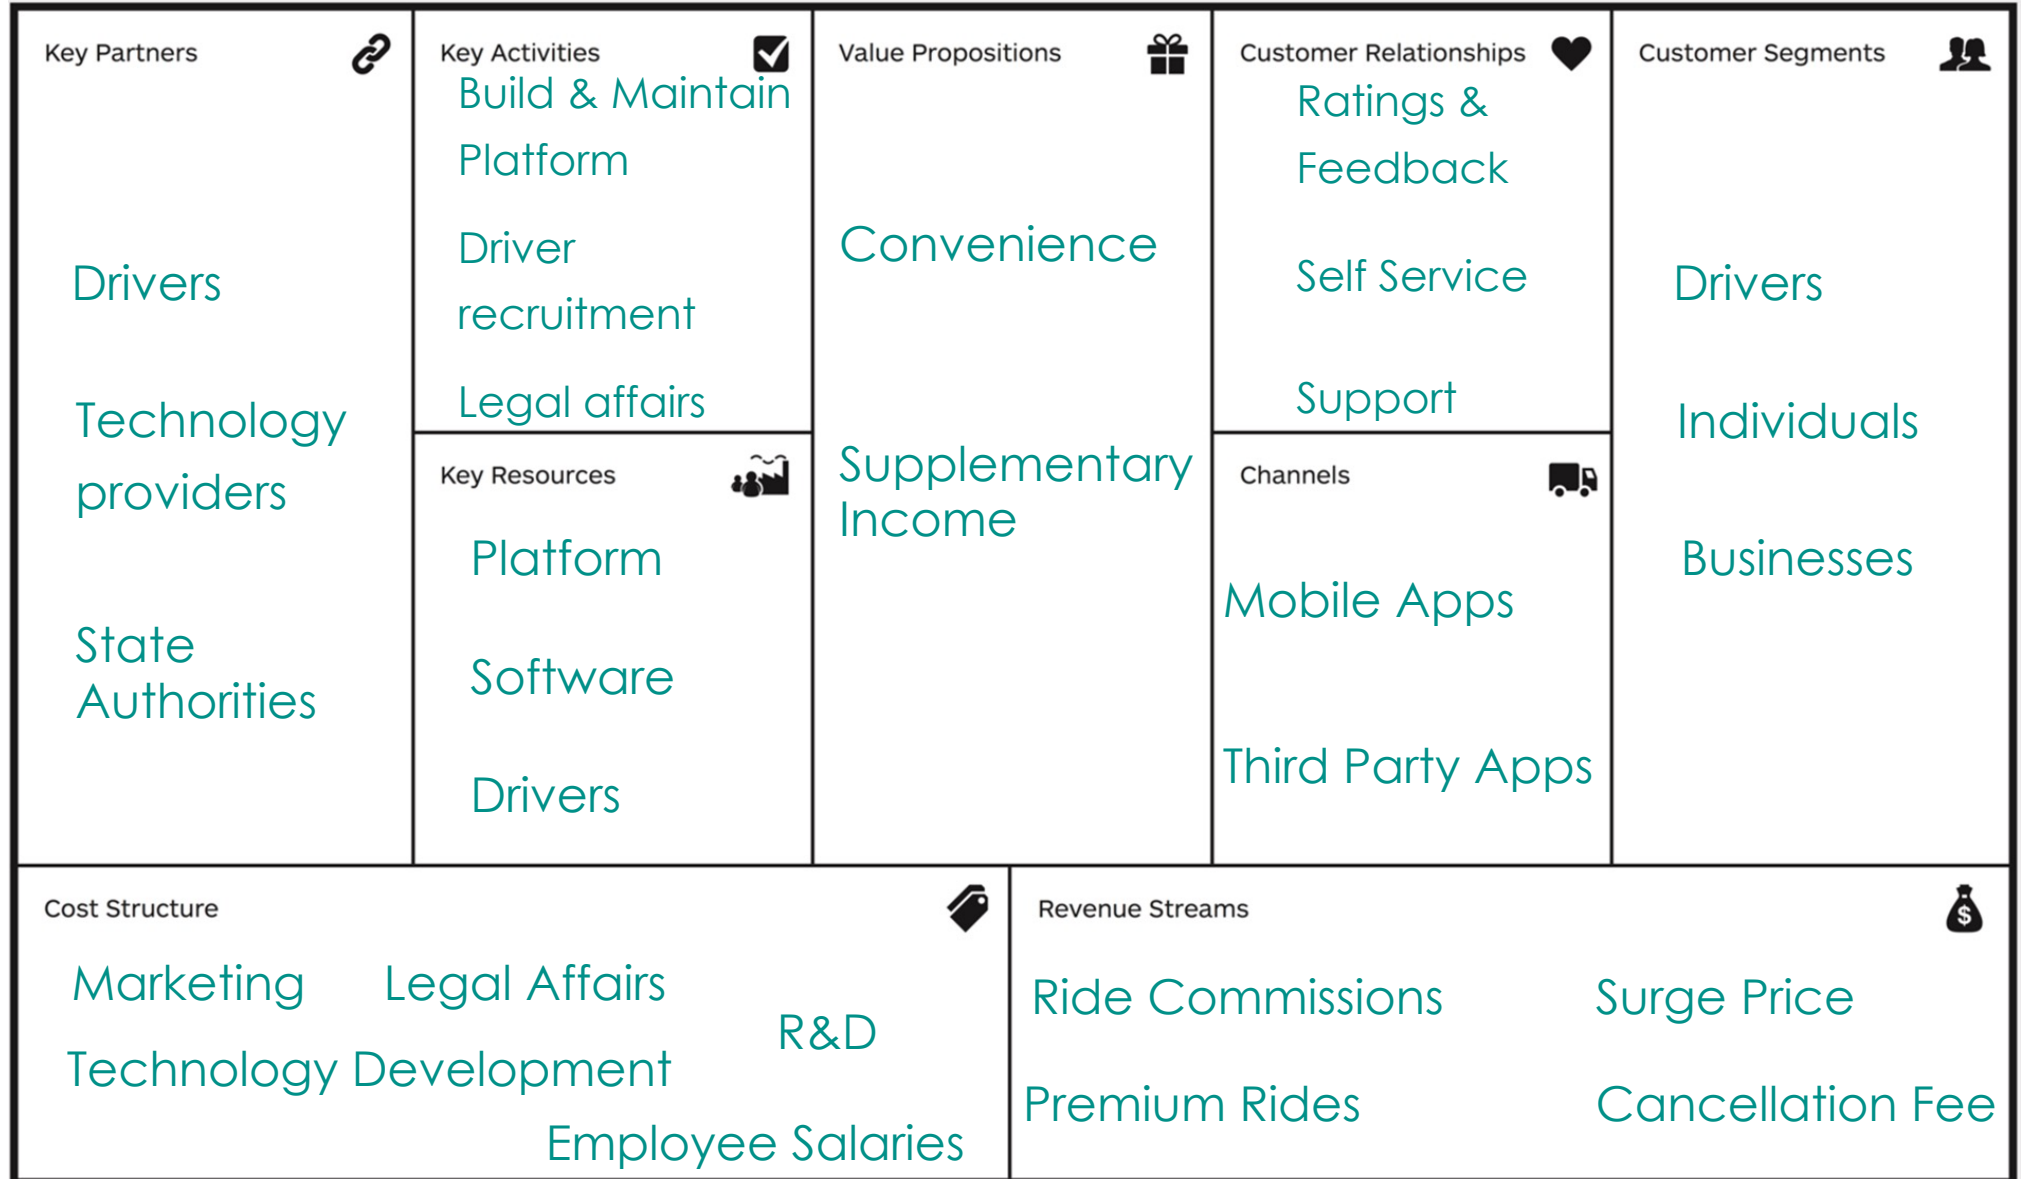 Key Partners
Drivers
Technology
providers
State
Authorities
Key Activities
Build & Maintain
Platform
Driver
recruitment
Legal affairs
Key Resources
Platform
Software
Drivers
Value Propositions
Convenience
Supplementary
Income
Customer Relationships
Ratings &
Feedback
Self Service
Support
Channels
Mobile Apps
Third Party Apps
Customer Segments
Drivers
Individuals
Businesses
Cost Structure
Marketing
Legal Affairs
R&D
Technology Development
Employee Salaries
Revenue Streams
$
Ride Commissions
Surge Price
Premium Rides
Cancellation Fee